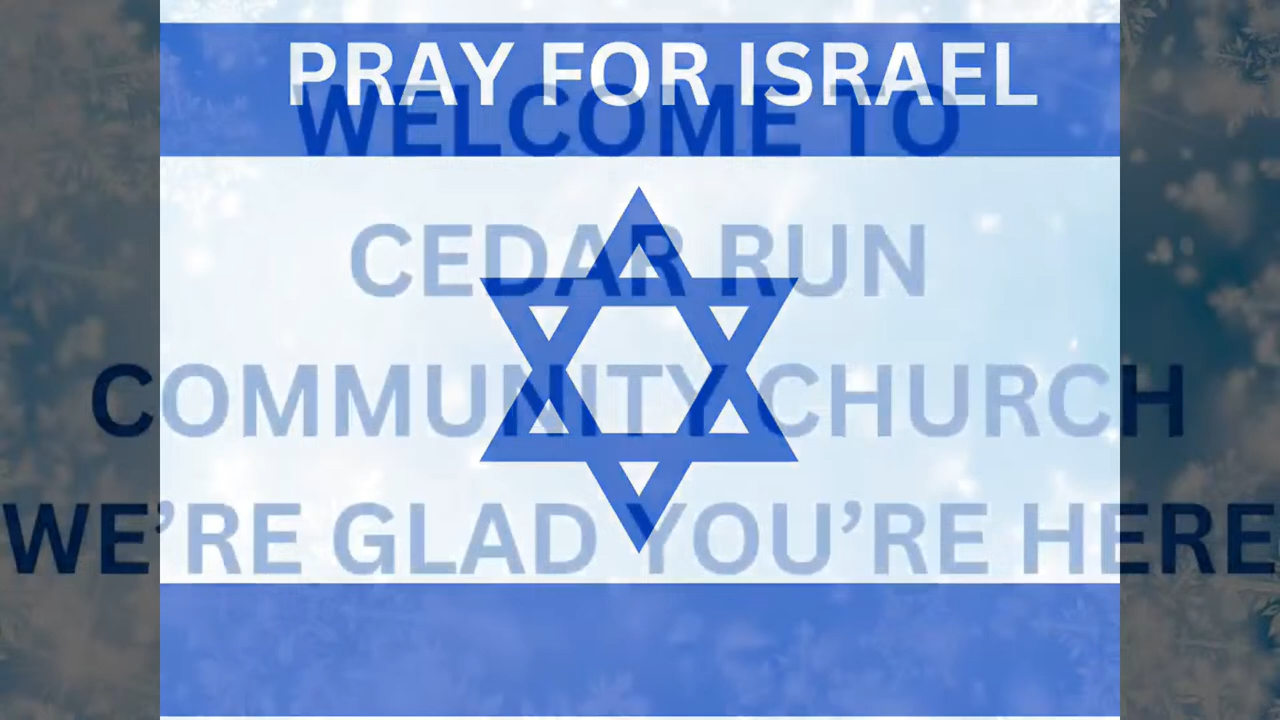 PRAY FOR ISRAEL
WELCOME TO
CEDAR RUN
COMMUNITY CHURCH
WE’RE GLAD YOU’RE HERE